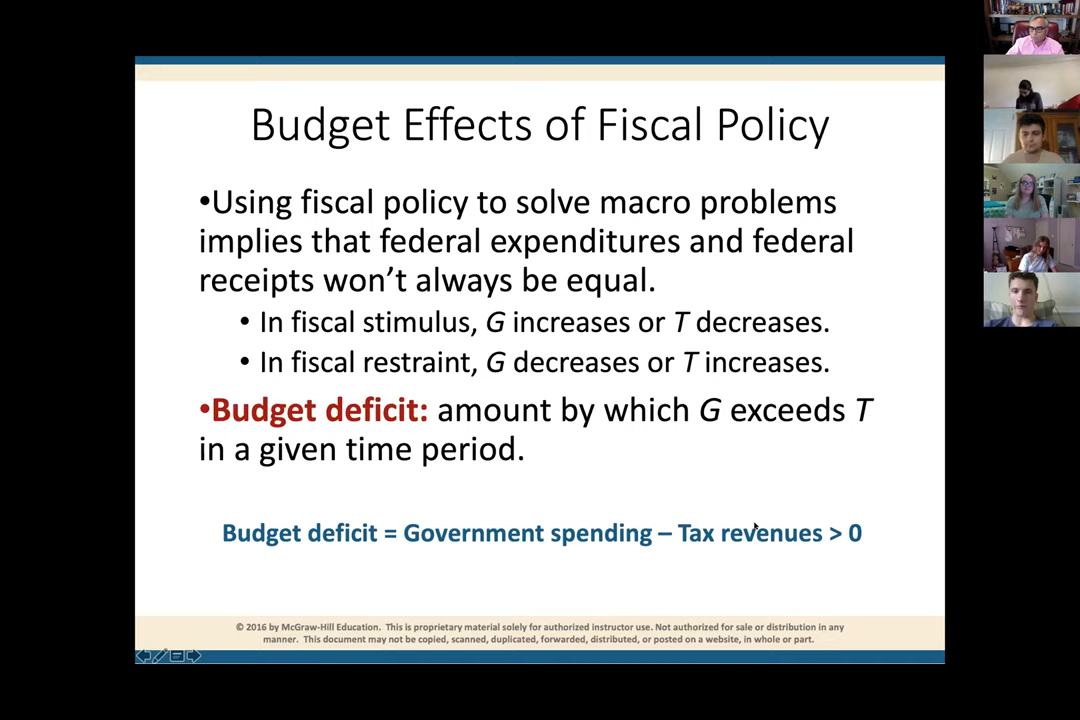 Budget Effects of Fiscal Policy
•Using fiscal policy to solve macro problems
implies that federal expenditures and federal
receipts won’t always be equal.
• In fiscal stimulus, G increases or T decreases.
• In fiscal restraint, G decreases or T increases.
•Budget deficit: amount by which G exceeds T
in a given time period.
Budget deficit = Government spending – Tax revenues > 0
© 2016 by McGraw-Hill Education.  This is proprietary material solely for authorized instructor use. Not authorized for sale or distribution in any
manner.  This document may not be copied, scanned, duplicated, forwarded, distributed, or posted on a website, in whole or part.